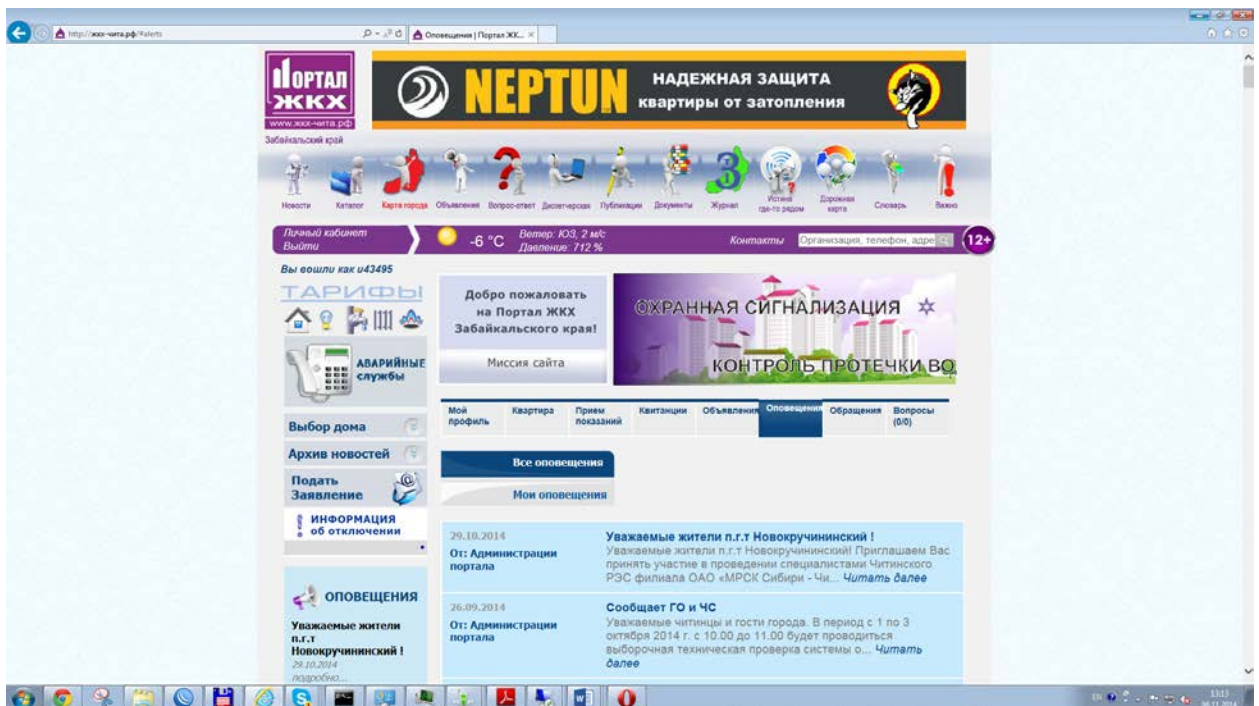 http://жкх-чита.рф/#alerts
Оповещения | Портал ЖК...
ПОРТАЛ
ЖКХ
www.жкх-чита.рф
NEPTUN
НАДЕЖНАЯ ЗАЩИТА
квартиры от затопления
Забайкальский край
Новости
Каталог
Карта города
Объявления
Вопрос-ответ
Диспетчерская
Публикации
Документы
Журнал
Истина
где-то рядом
Дорожная
карта
Словарь
Важно
Личный кабинет
Выйти
-6 °C
Ветер: ЮЗ, 2 м/с
Давление: 712 %
Контакты
Организация, телефон, адре
12+
Вы вошли как u43495
ТАРИФЫ
АВАРИЙНЫЕ
службы
Выбор дома
Архив новостей
Подать
Заявление
ИНФОРМАЦИЯ
об отключении
ОПОВЕЩЕНИЯ
Уважаемые жители
п.г.т
Новокручининский !
29.10.2014
подробно...
Добро пожаловать
на Портал ЖКХ
Забайкальского края!
Миссия сайта
ОХРАННАЯ СИГНАЛИЗАЦИЯ
КОНТРОЛЬ ПРОТЕЧКИ ВО
Мой
профиль
Квартира
Прием
показаний
Квитанции
Объявления
Оповещения
Обращения
Вопросы
(0/0)
Все оповещения
Мои оповещения
29.10.2014
От: Администрации
портала
Уважаемые жители п.г.т Новокручининский !
Уважаемые жители п.г.т Новокручининский! Приглашаем Вас
принять участие в проведении специалистами Читинского
РЭС филиала ОАО «МРСК Сибири - Чи... Читать далее
26.09.2014
От: Администрации
портала
Сообщает ГО и ЧС
Уважаемые читинцы и гости города. В период с 1 по 3
октября 2014 г. с 10.00 до 11.00 будет проводиться
выборочная техническая проверка системы о... Читать
далее
EN
13:13